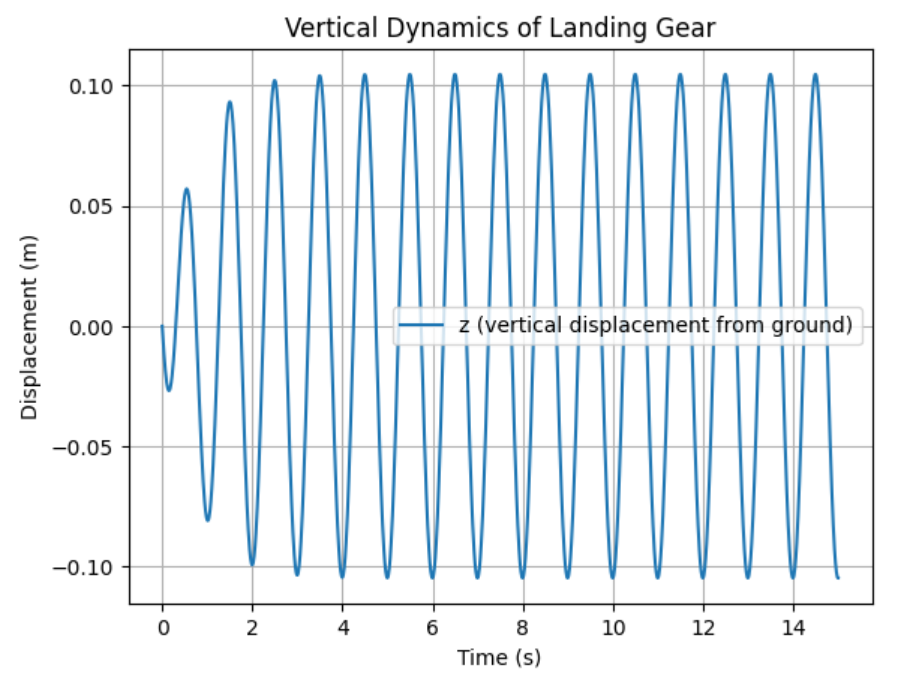 Vertical Dynamics of Landing Gear
0.10
0.05
0.00
−0.05
−0.10
Displacement (m)
z (vertical displacement from ground)
0 2 4 6 8 10 12 14
Time (s)